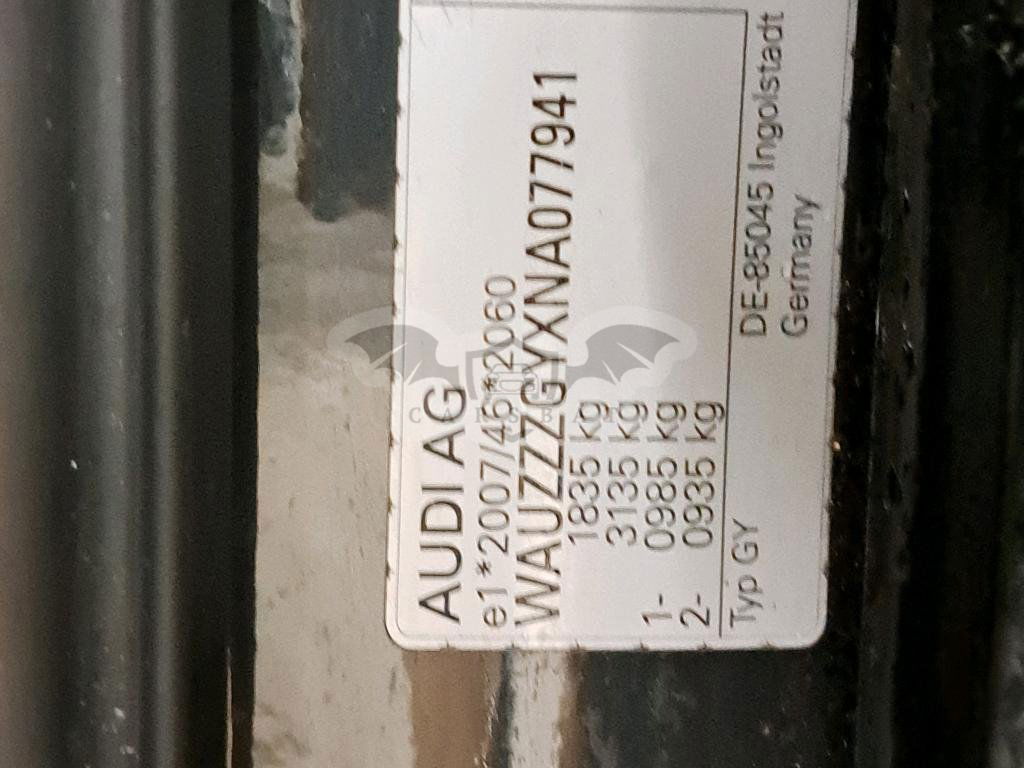 AUDI AG
e1*2007/46*2060
WAUZZZGYXNA077941
1835 kg
3135 kg
1- 0985 kg
2- 0935 kg
Typ GY
DE-85045 Ingolstadt
Germany